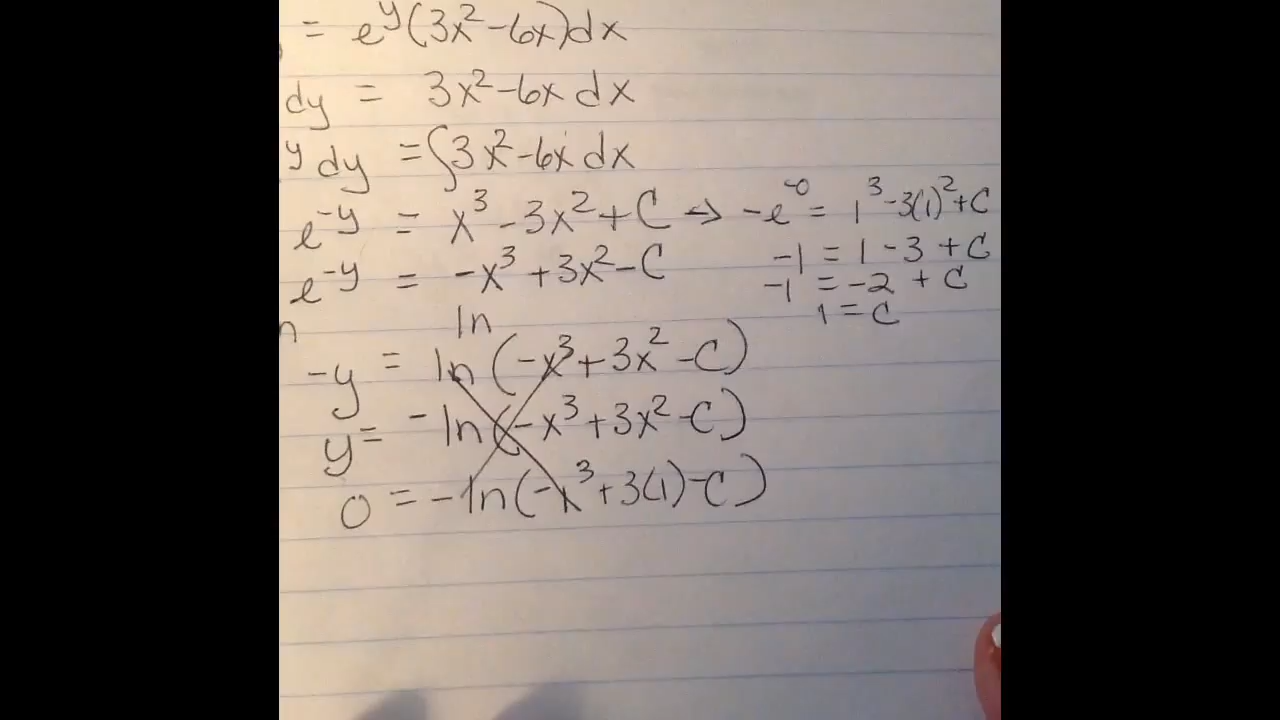 = e^y (3x² - 6x) dx
dy = 3x² - 6x dx
y dy = ∫ 3x² - 6x dx
e^-y = x³ - 3x² + C → -e^-0 = 1³ - 3(1)² + C
e^-y = -x³ + 3x² - C
-1 = 1 - 3 + C
-1 = -2 + C
1 = C
n ln
-y = ln (-x³ + 3x² - C)
y = -ln (-x³ + 3x² - C)
0 = -ln (-x³ + 3(1) - C)